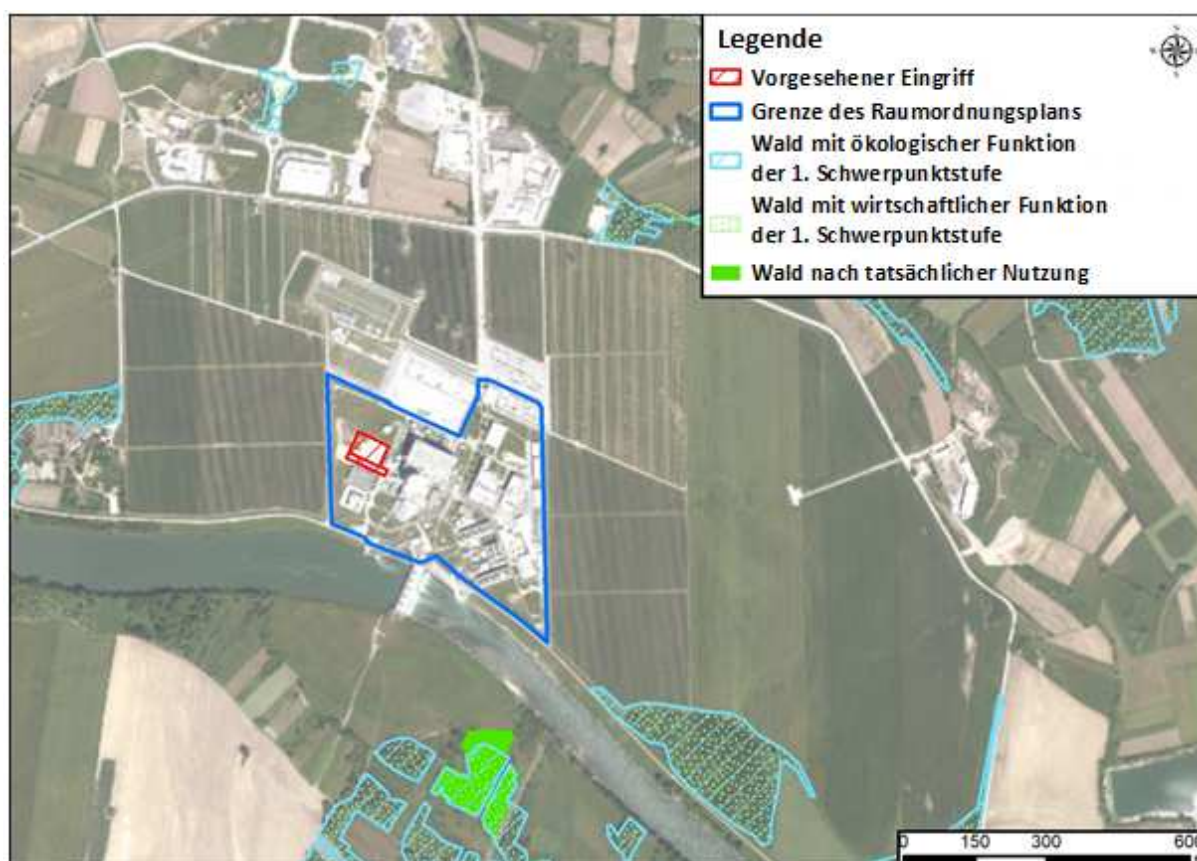 Legende
Vorgesehener Eingriff
Grenze des Raumordnungsplans
Wald mit ökologischer Funktion
der 1. Schwerpunktstufe
Wald mit wirtschaftlicher Funktion
der 1. Schwerpunktstufe
Wald nach tatsächlicher Nutzung
0 150 300 600